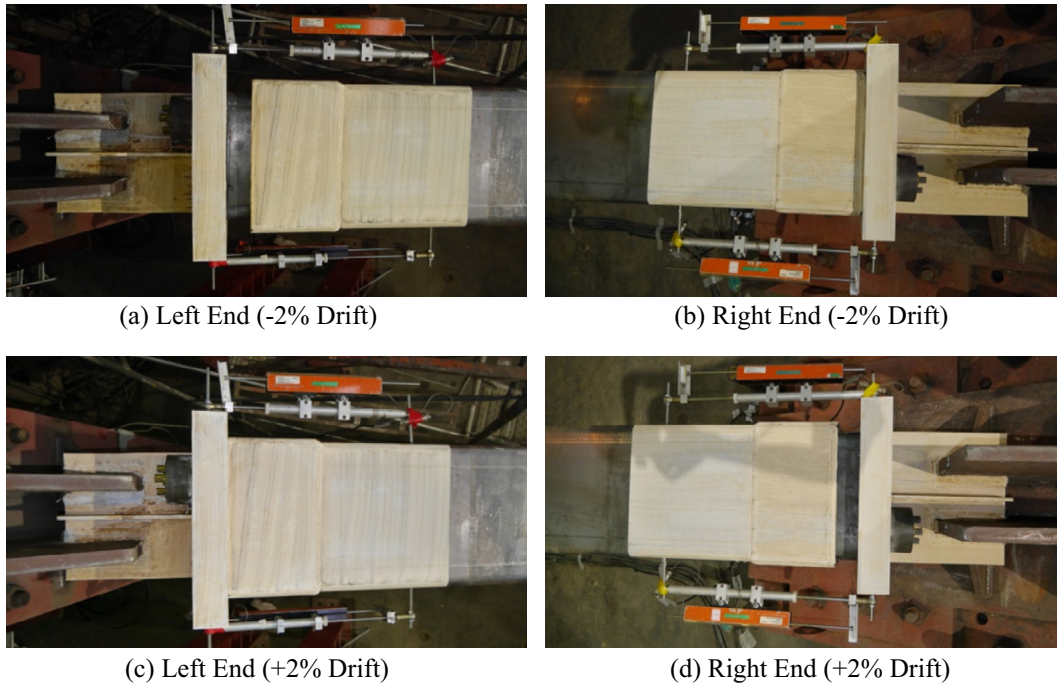 (a) Left End (-2% Drift)
(b) Right End (-2% Drift)
(c) Left End (+2% Drift)
(d) Right End (+2% Drift)